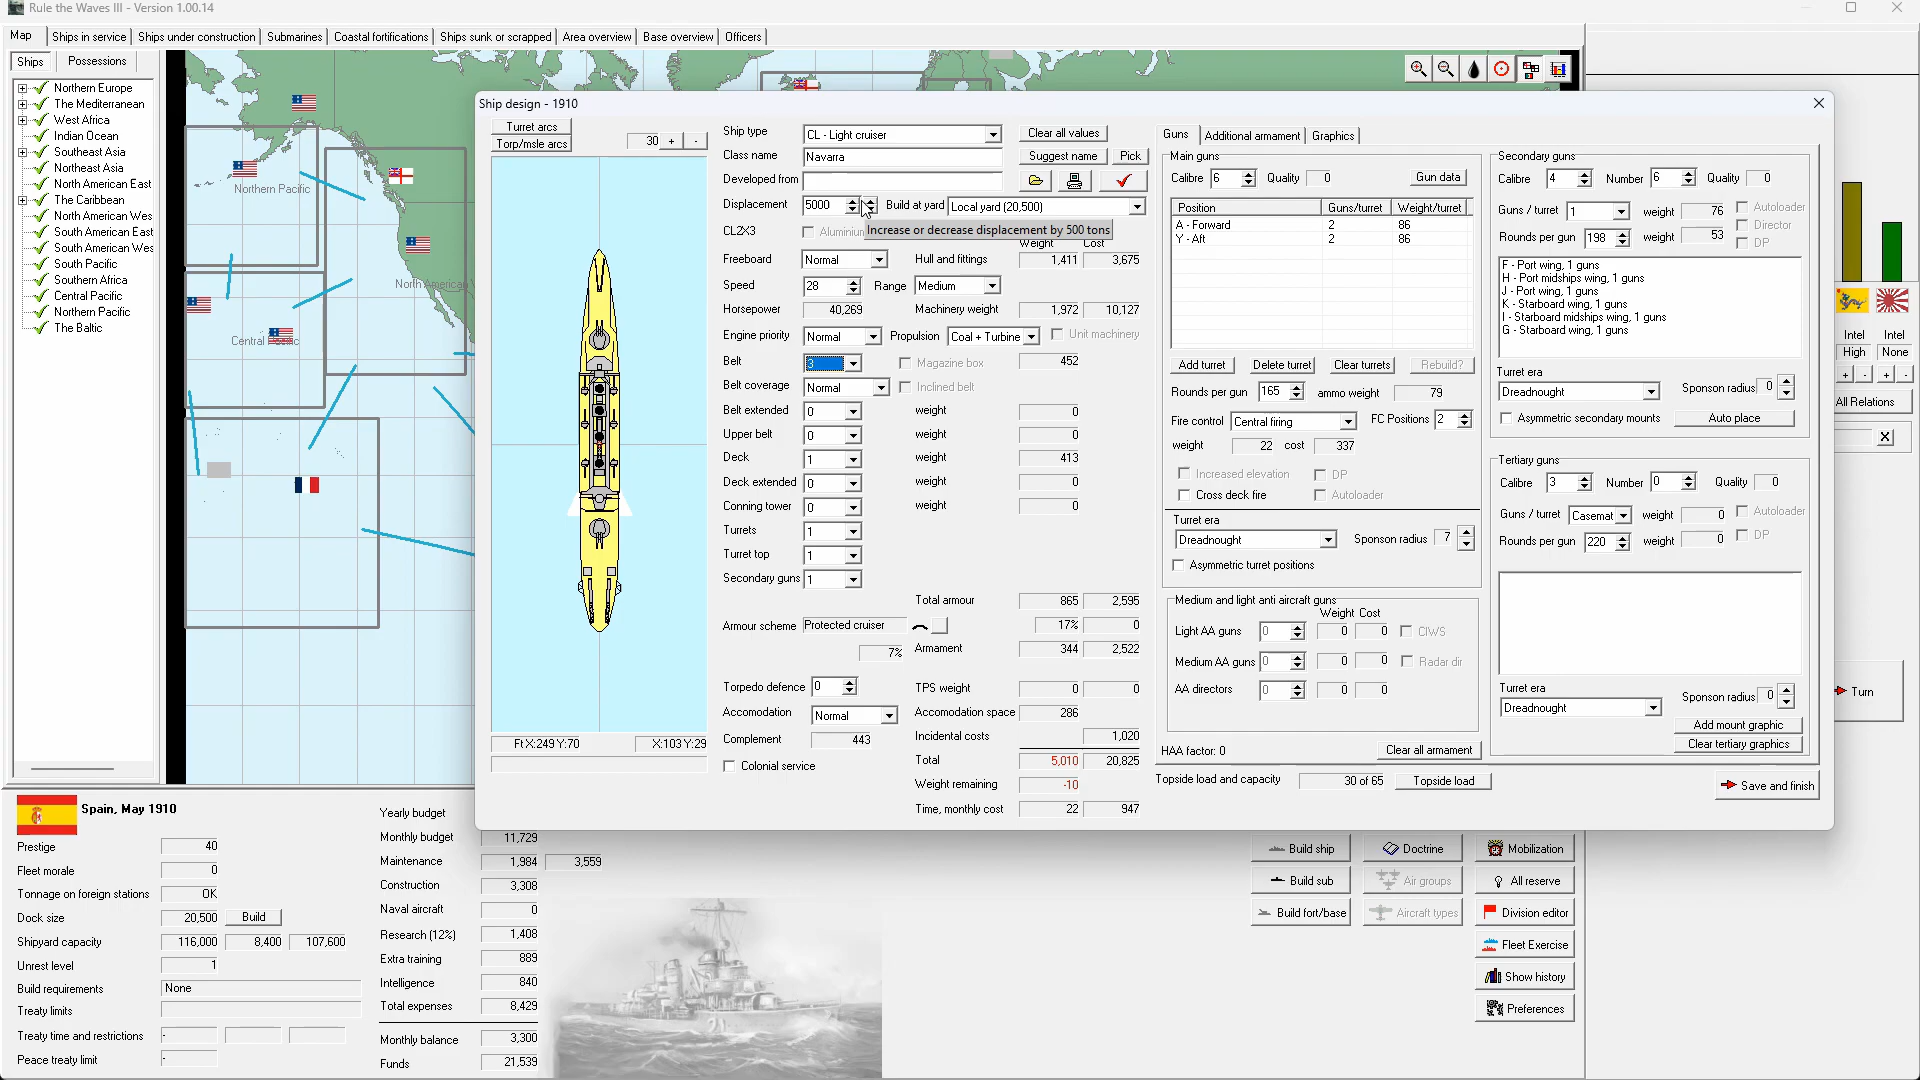 Rule the Waves III - Version 1.00.14
Map
Ships in service
Ships under construction
Submarines
Coastal fortifications
Ships sunk or scrapped
Area overview
Base overview
Officers
Ships
Possessions
Northern Europe
The Mediterranean
West Africa
Indian Ocean
Southeast Asia
Northeast Asia
North American East
The Caribbean
North American Wes
South American East
South American Wes
South Pacific
Southern Africa
Central Pacific
Northern Pacific
The Baltic
Northern Pacific
North American
Central Pacific
Ship design - 1910
Turret arcs
Torp/msle arcs
30 + -
Ft X:249 Y:70
X:103 Y:29
Ship type CL - Light cruiser Clear all values
Class name Navarra Suggest name Pick
Developed from
Displacement 5000 Build at yard Local yard (20,500)
Increase or decrease displacement by 500 tons
CL2X3 Aluminiun
Weight Cost
Freeboard Normal Hull and fittings 1,411 3,675
Speed 28 Range Medium
Horsepower 40,269 Machinery weight 1,972 10,127
Engine priority Normal Propulsion Coal + Turbine Unit machinery
Belt 3 Magazine box 452
Belt coverage Normal Inclined belt
Belt extended 0 weight 0
Upper belt 0 weight 0
Deck 1 weight 413
Deck extended 0 weight 0
Conning tower 0 weight 0
Turrets 1
Turret top 1
Secondary guns 1
Total armour 865 2,595
Armour scheme Protected cruiser 17% 0
7% Armament 344 2,522
Torpedo defence 0 TPS weight 0 0
Accomodation Normal Accomodation space 286
Complement 443 Incidental costs 1,020
Colonial service Total 5,010 20,825
Weight remaining -10
Time, monthly cost 22 947
Guns
Additional armament
Graphics
Main guns
Calibre 6 Quality 0 Gun data
Position Guns/turret Weight/turret
A - Forward 2 86
Y - Aft 2 86
Add turret Delete turret Clear turrets Rebuild?
Rounds per gun 165 ammo weight 79
Fire control Central firing FC Positions 2
weight 22 cost 337
Increased elevation DP
Cross deck fire Autoloader
Turret era
Dreadnought Sponson radius 7
Asymmetric turret positions
Medium and light anti aircraft guns
Weight Cost
Light AA guns 0 0 0 CIWS
Medium AA guns 0 0 0 Radar dir
AA directors 0 0 0
HAA factor: 0 Clear all armament
Topside load and capacity 30 of 65 Topside load
Secondary guns
Calibre 4 Number 6 Quality 0
Guns / turret 1 weight 76 Autoloader
Director
Rounds per gun 198 weight 53 DP
F - Port wing, 1 guns
H - Port midships wing, 1 guns
J - Port wing, 1 guns
K - Starboard wing, 1 guns
I - Starboard midships wing, 1 guns
G - Starboard wing, 1 guns
Turret era
Dreadnought Sponson radius 0
Asymmetric secondary mounts Auto place
Tertiary guns
Calibre 3 Number 0 Quality 0
Guns / turret Casemat weight 0 Autoloader
Rounds per gun 220 weight 0 DP
Turret era
Dreadnought Sponson radius 0
Add mount graphic
Clear tertiary graphics
Save and finish
Intel Intel
High None
+ - + -
All Relations
X
Turn
Spain, May 1910
Prestige 40
Fleet morale 0
Tonnage on foreign stations OK
Dock size 20,500 Build
Shipyard capacity 116,000 8,400 107,600
Unrest level 1
Build requirements None
Treaty limits
Treaty time and restrictions -
Peace treaty limit -
Yearly budget
Monthly budget 11,729
Maintenance 1,984 3,559
Construction 3,308
Naval aircraft 0
Research (12%) 1,408
Extra training 889
Intelligence 840
Total expenses 8,429
Monthly balance 3,300
Funds 21,539
Build ship Doctrine Mobilization
Build sub Air groups All reserve
Build fort/base Aircraft types Division editor
Fleet Exercise
Show history
Preferences